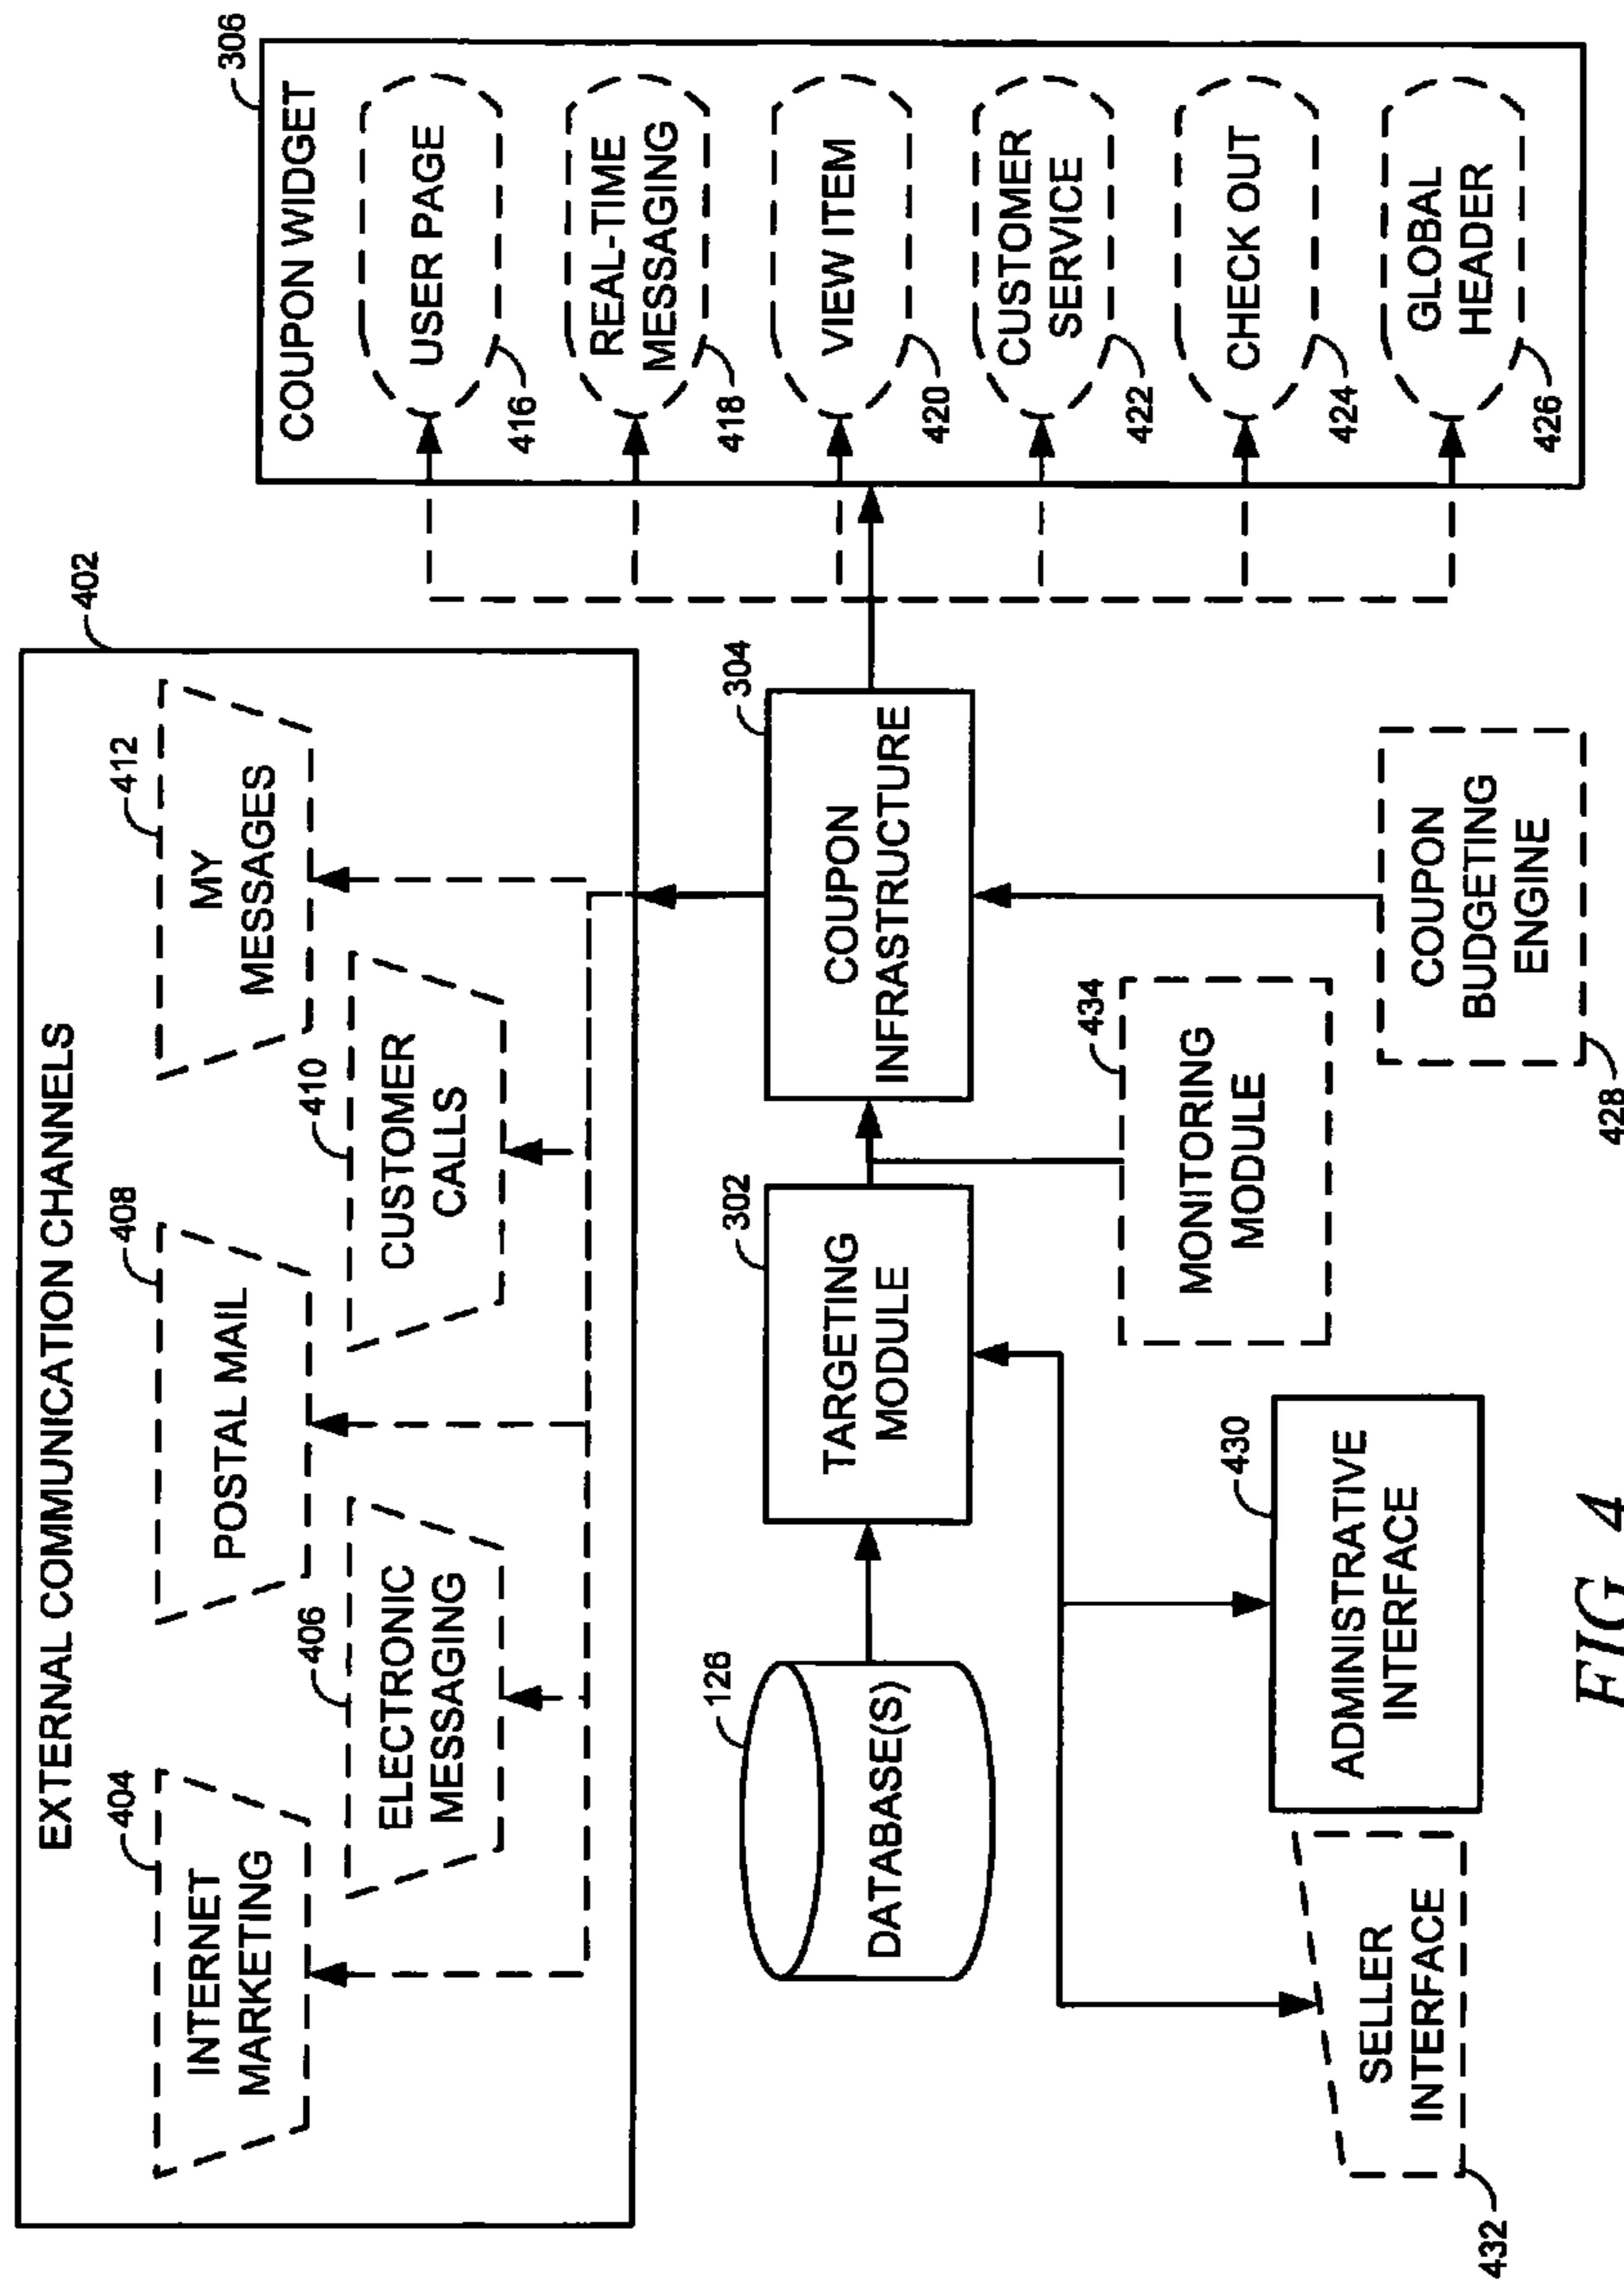 EXTERNAL COMMUNICATION CHANNELS
402
404
INTERNET
MARKETING
408
POSTAL MAIL
412
MY
MESSAGES
406
ELECTRONIC
MESSAGING
410
CUSTOMER
CALLS
126
DATABASE(S)
302
TARGETING
MODULE
304
COUPON
INFRASTRUCTURE
306
COUPON WIDGET
USER PAGE
416
REAL-TIME
MESSAGING
418
VIEW ITEM
420
CUSTOMER
SERVICE
422
CHECK OUT
424
GLOBAL
HEADER
426
434
MONITORING
MODULE
COUPON
BUDGETING
ENGINE
428
430
ADMINISTRATIVE
INTERFACE
SELLER
INTERFACE
432
FIG. 4